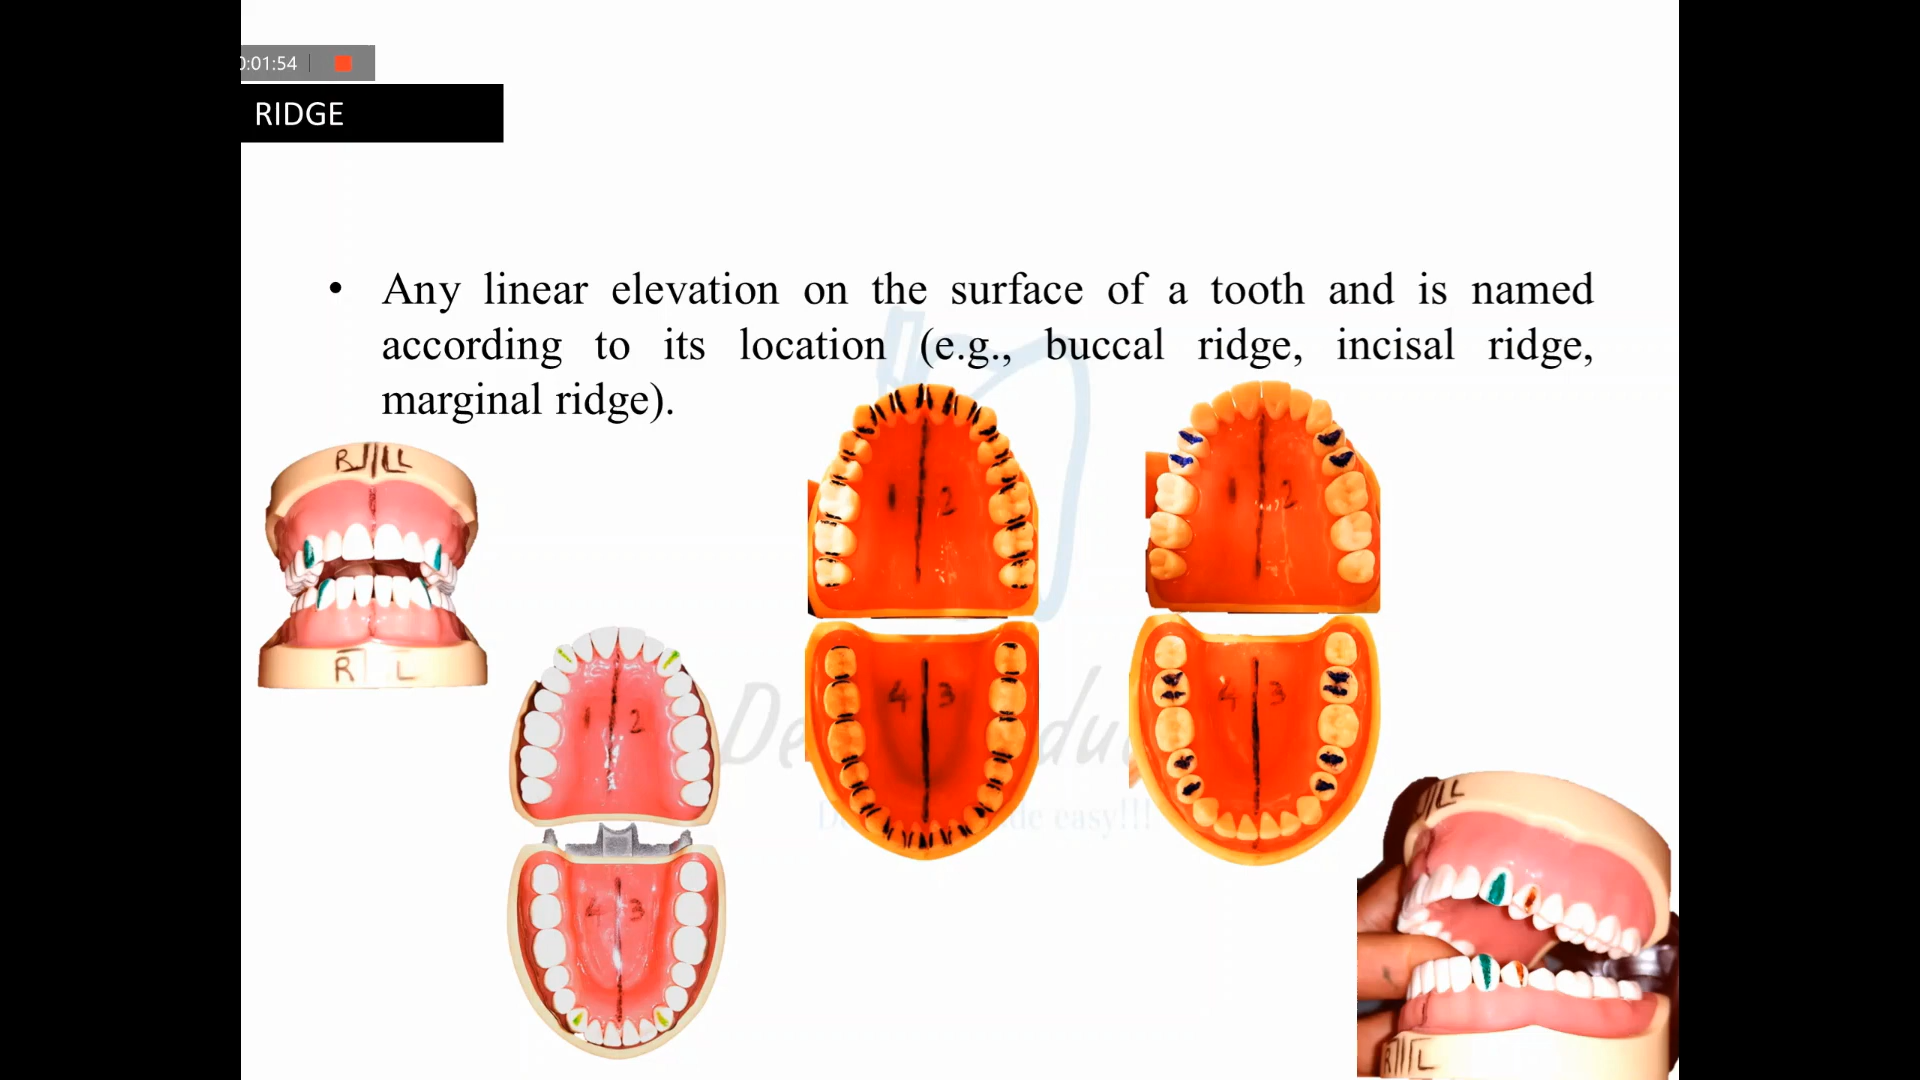 0:01:54
RIDGE
• Any linear elevation on the surface of a tooth and is named
according to its location (e.g., buccal ridge, incisal ridge,
marginal ridge).
R L
R L
1 2
4 3
1 2
4 3
1 2
4 3
L
R L
easy!!!